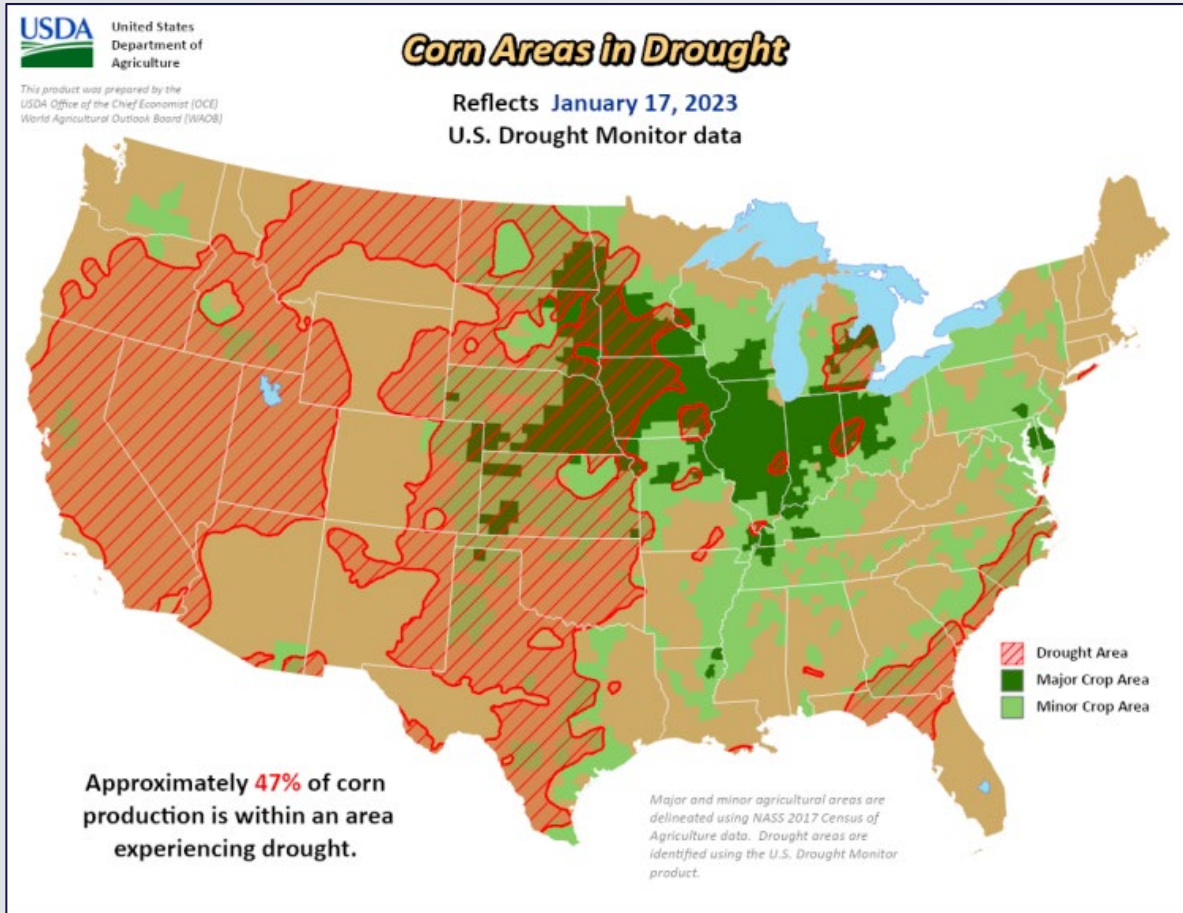 USDA
United States
Department of
Agriculture
This product was prepared by the
USDA Office of the Chief Economist (OCE)
World Agricultural Outlook Board (WAOB)
Corn Areas in Drought
Reflects January 17, 2023
U.S. Drought Monitor data
Drought Area
Major Crop Area
Minor Crop Area
Approximately 47% of corn
production is within an area
experiencing drought.
Major and minor agricultural areas are
delineated using NASS 2017 Census of
Agriculture data. Drought areas are
identified using the U.S. Drought Monitor
product.